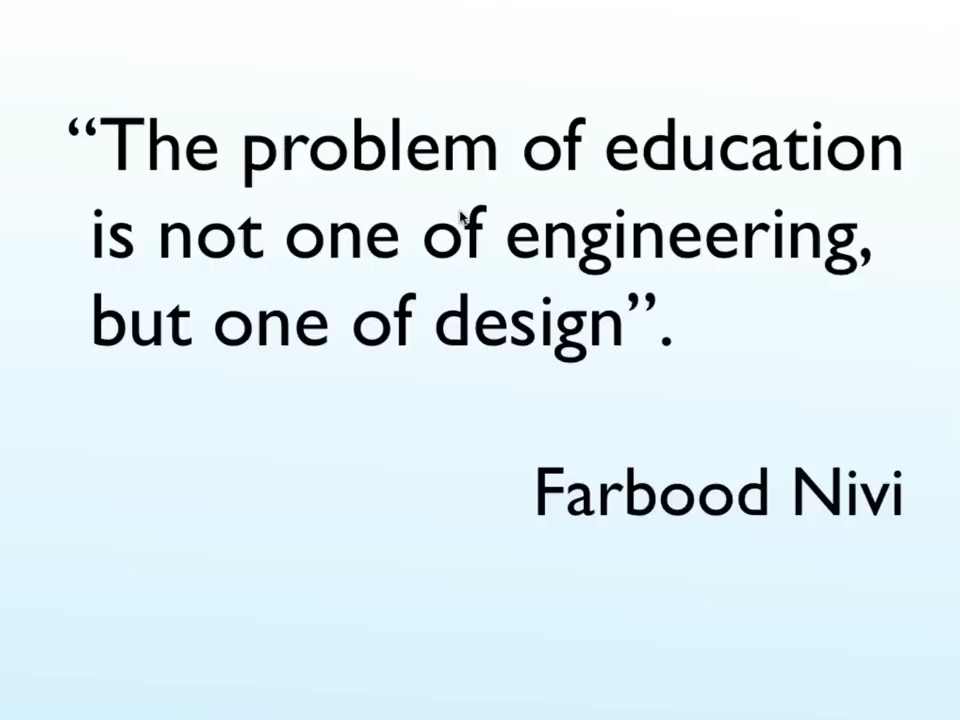 “The problem of education
is not one of engineering,
but one of design”.
Farbood Nivi